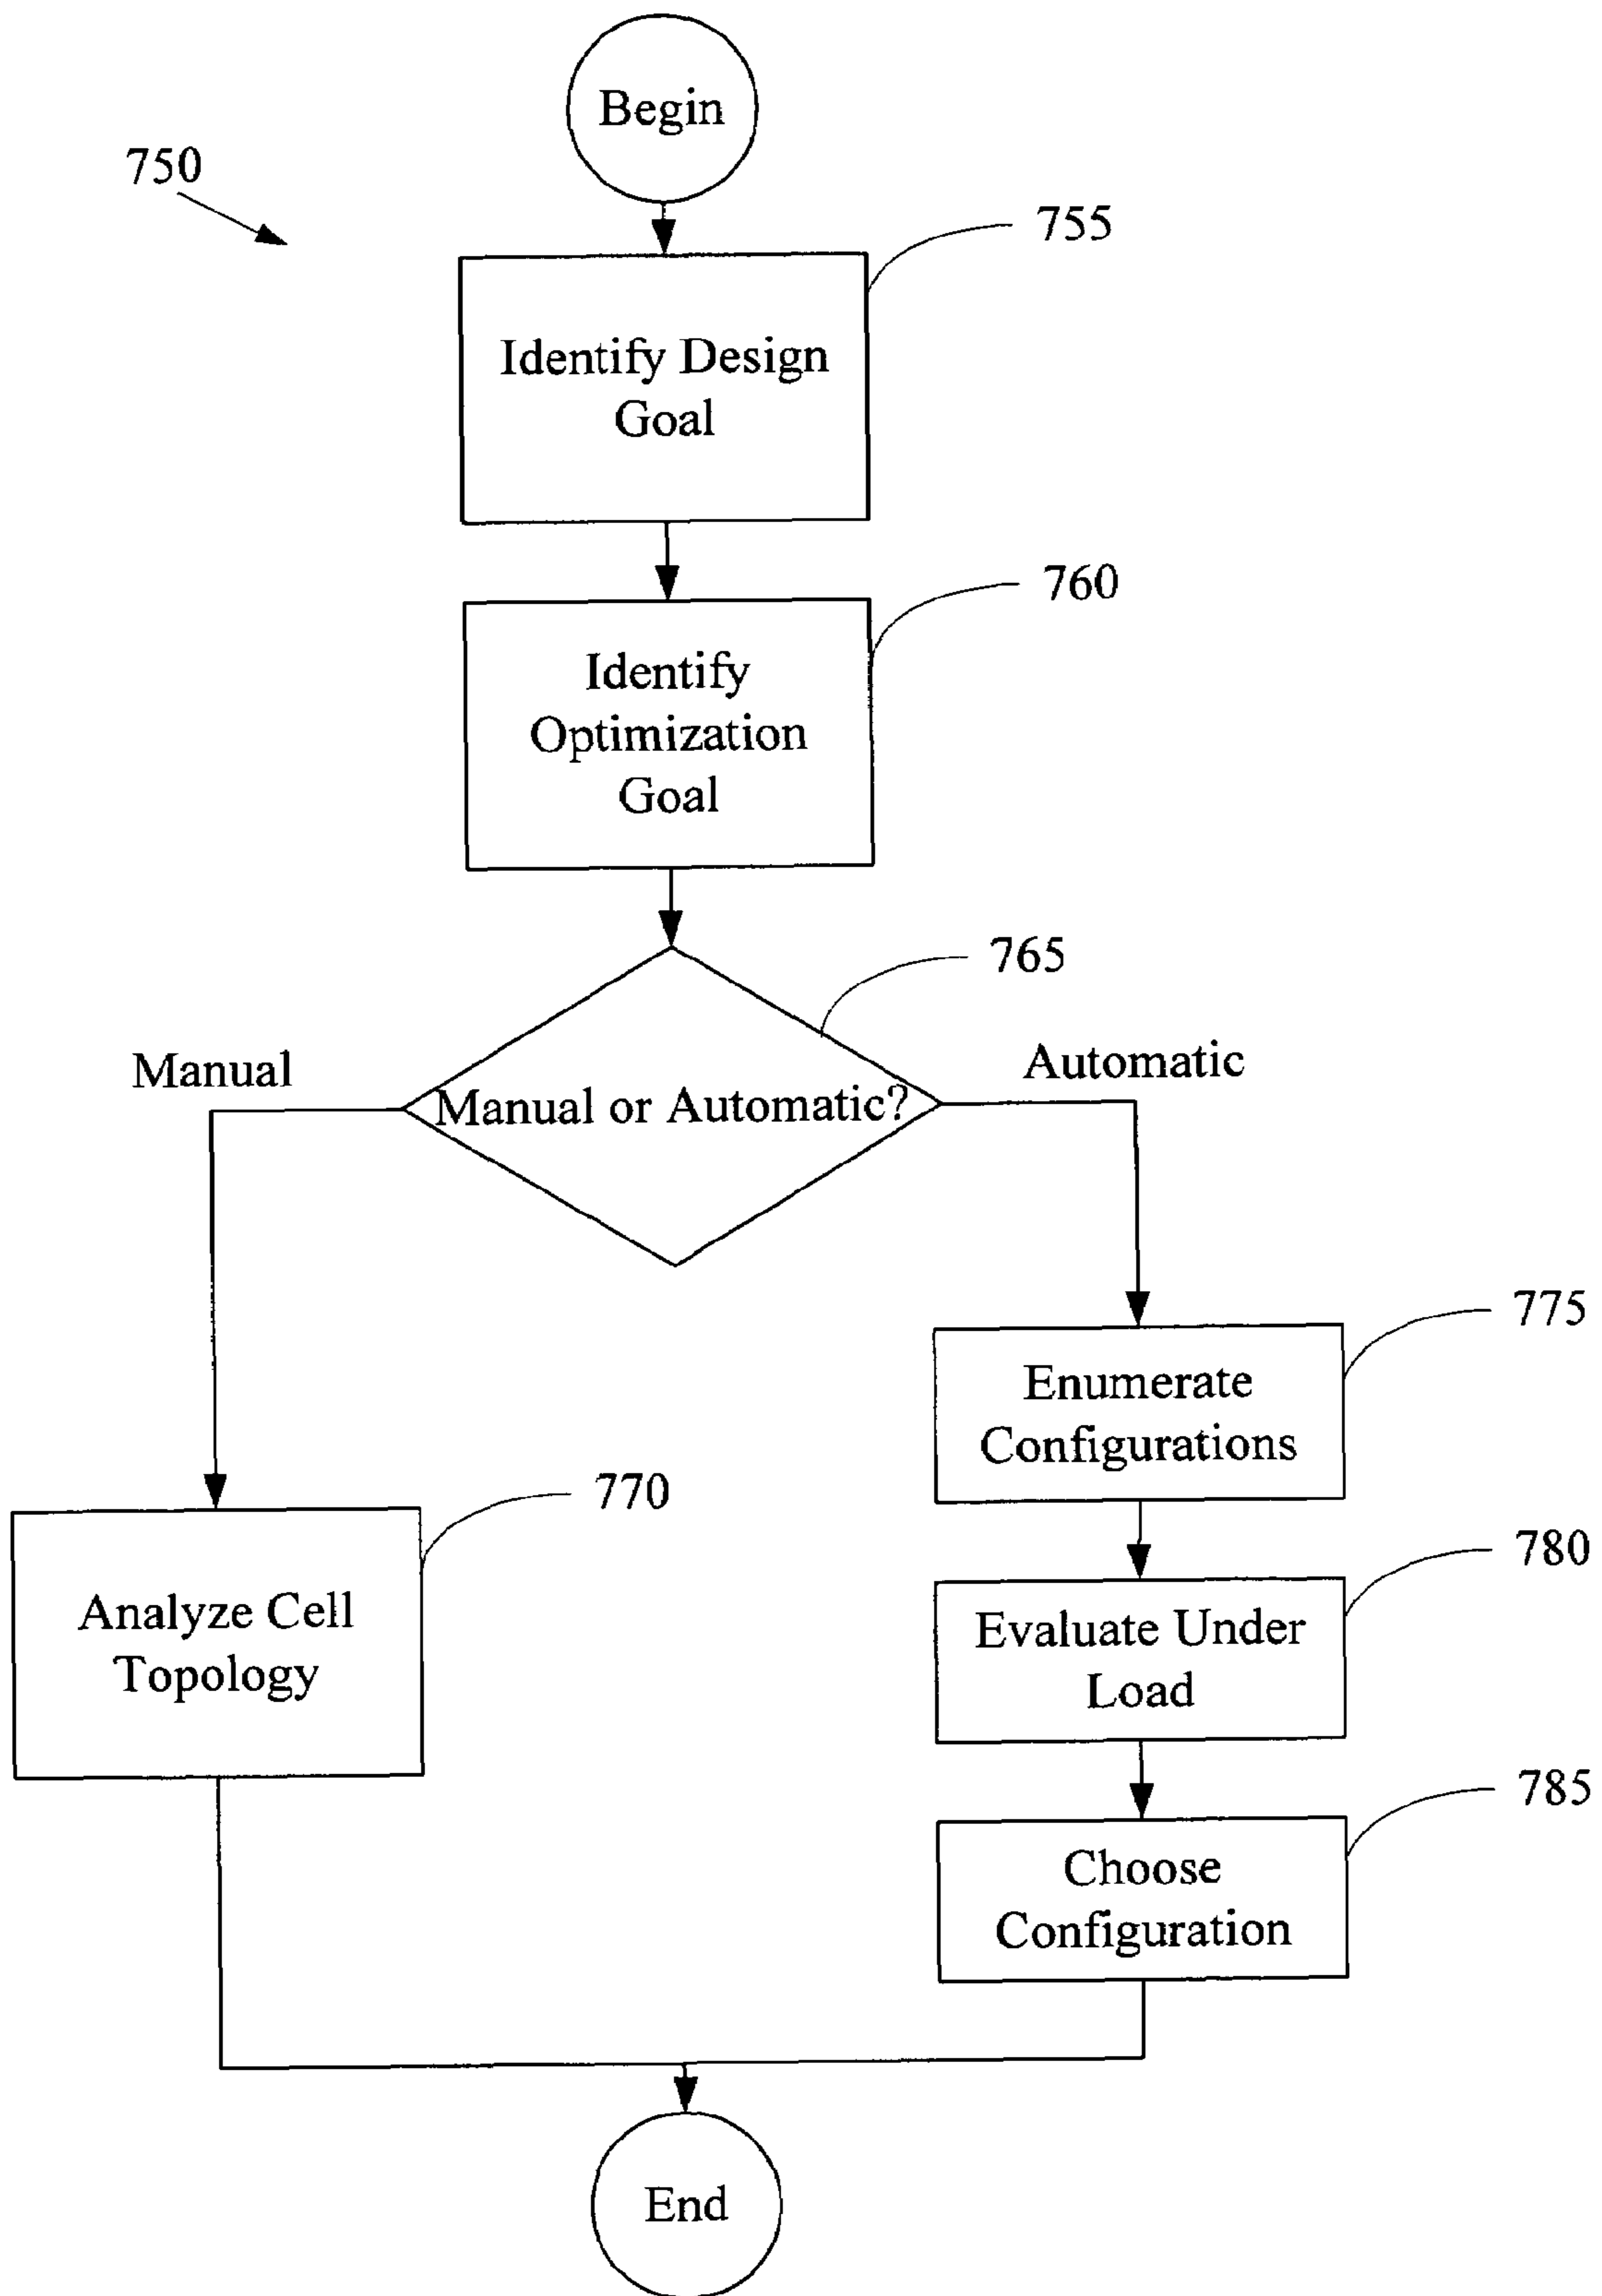 Begin
750
755
Identify Design
Goal
760
Identify
Optimization
Goal
765
Manual
Automatic
Manual or Automatic?
775
Enumerate
Configurations
770
Analyze Cell
Topology
780
Evaluate Under
Load
785
Choose
Configuration
End